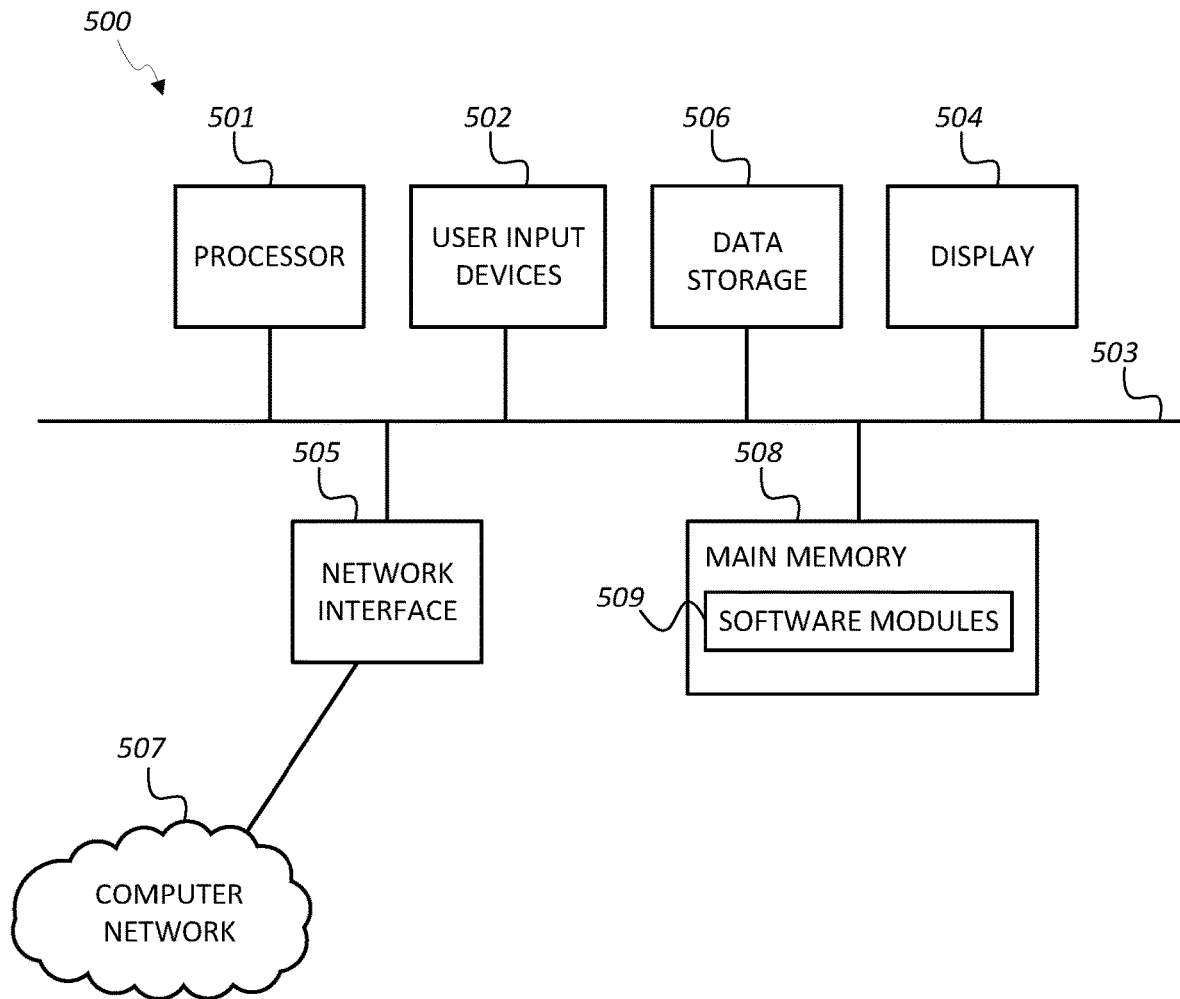 500
501
502
506
504
PROCESSOR
USER INPUT
DEVICES
DATA
STORAGE
DISPLAY
503
505
508
NETWORK
INTERFACE
MAIN MEMORY
509
SOFTWARE MODULES
507
COMPUTER
NETWORK